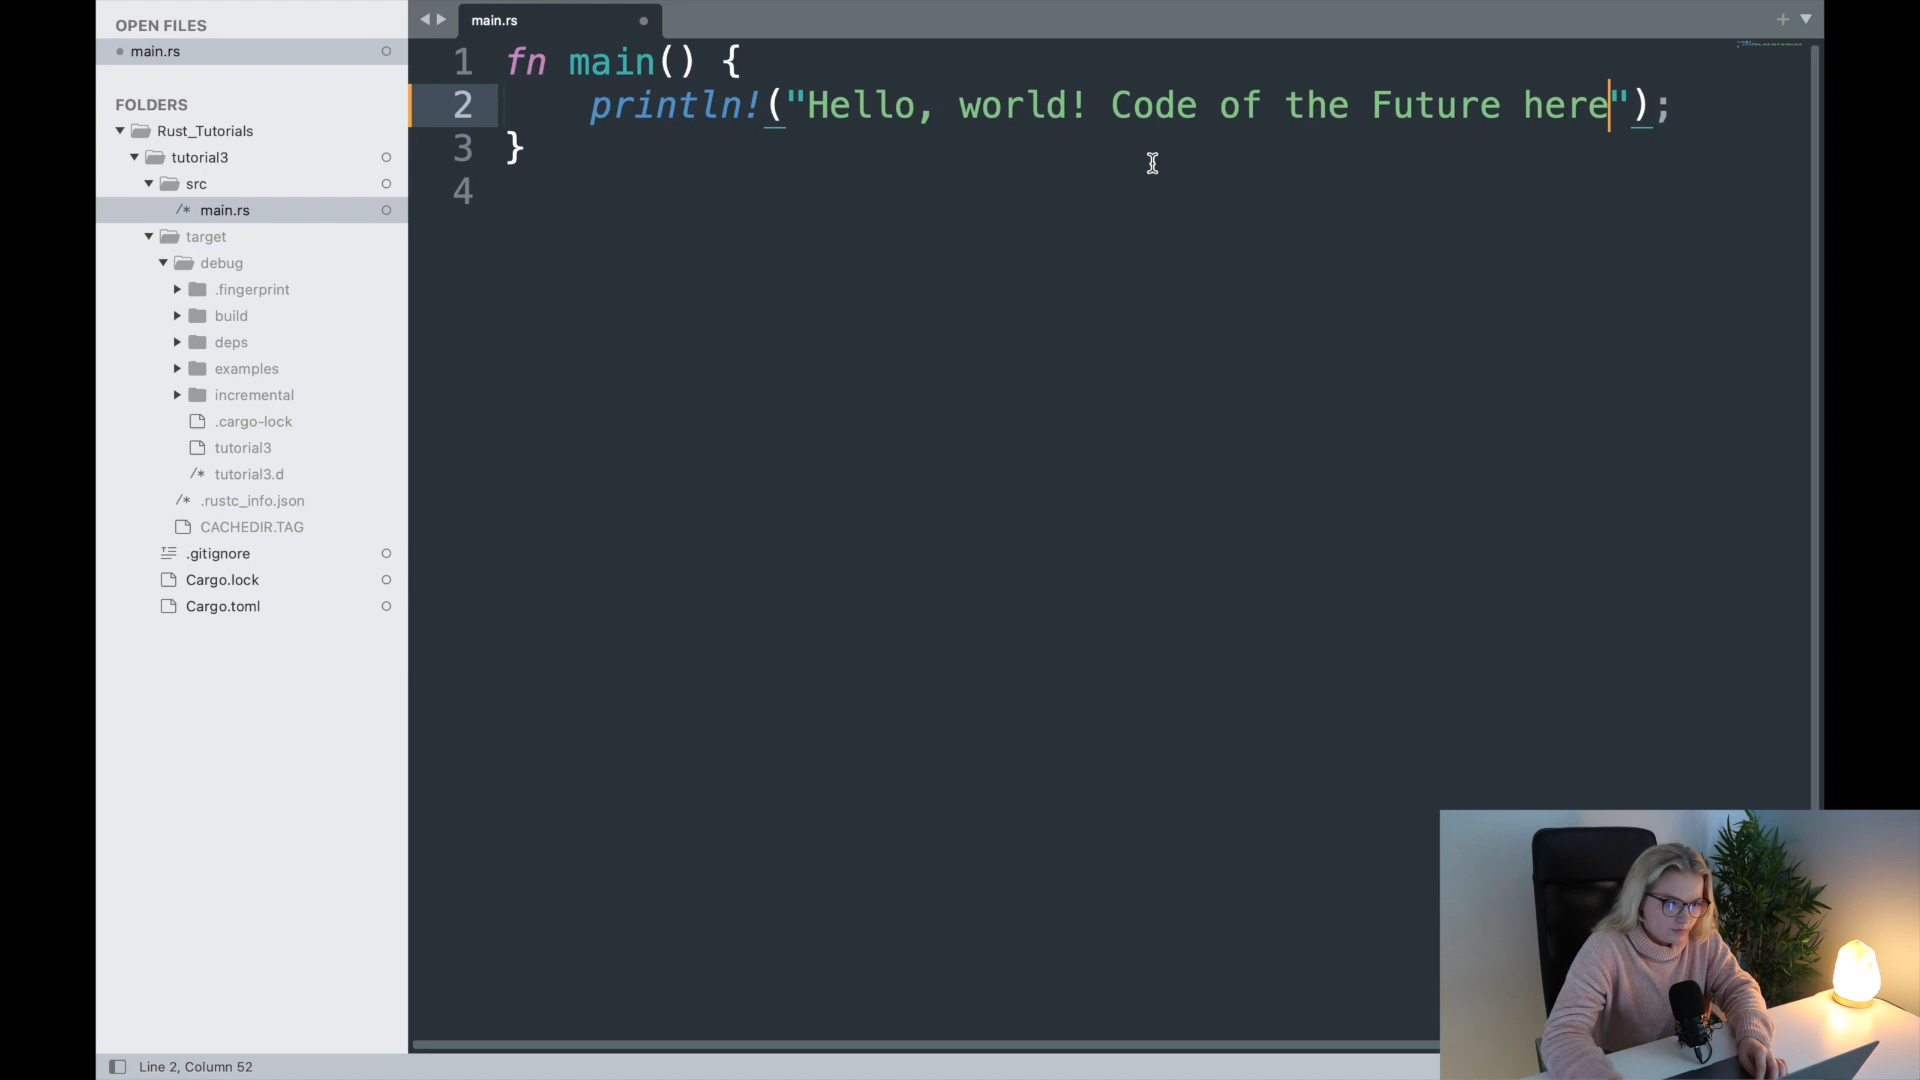 OPEN FILES
main.rs
FOLDERS
Rust_Tutorials
tutorial3
src
/* main.rs
target
debug
.fingerprint
build
deps
examples
incremental
.cargo-lock
tutorial3
/* tutorial3.d
/* .rustc_info.json
CACHEDIR.TAG
.gitignore
Cargo.lock
Cargo.toml
main.rs
1 fn main() {
2 println!("Hello, world! Code of the Future here");
3 }
4
Line 2, Column 52